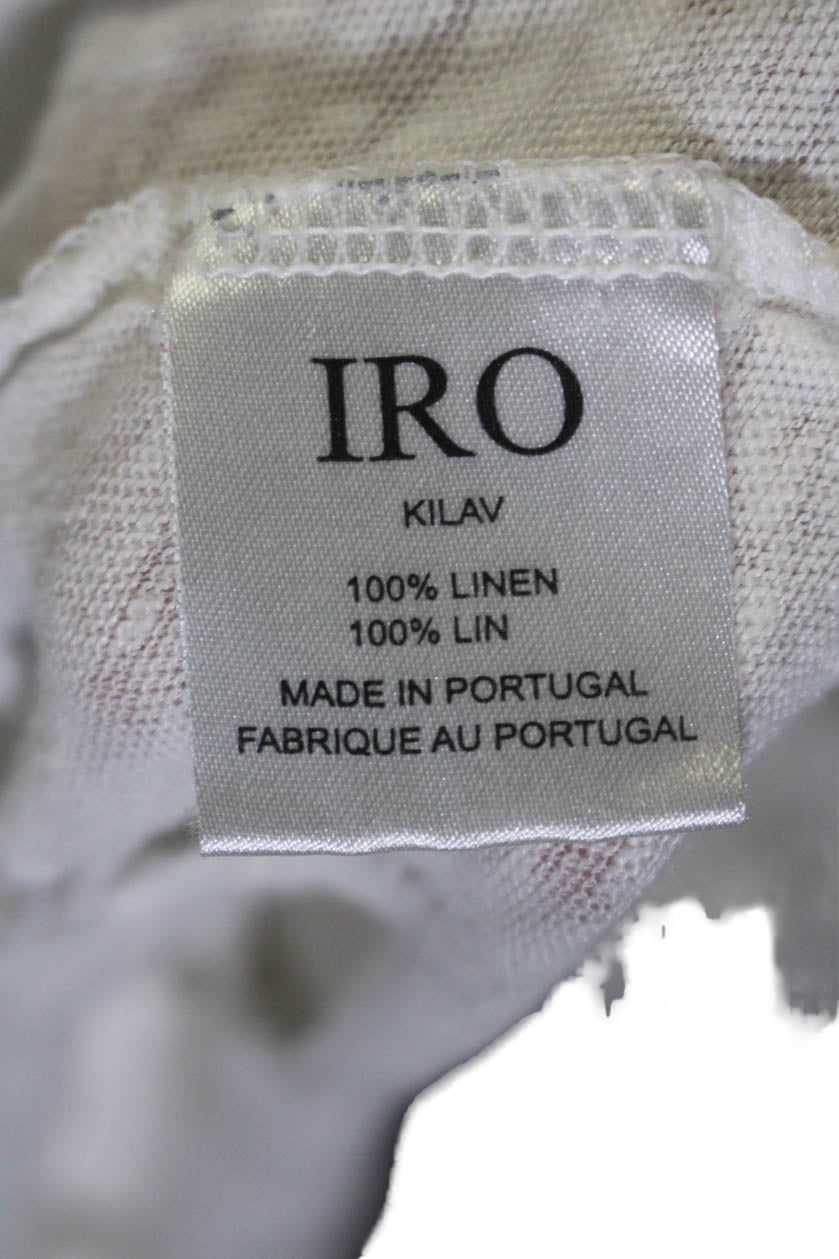 IRO
KILAV
100% LINEN
100% LIN
MADE IN PORTUGAL
FABRIQUE AU PORTUGAL